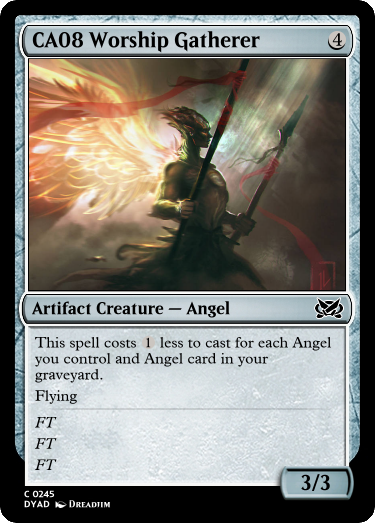 CA08 Worship Gatherer 4
Artifact Creature — Angel
This spell costs 1 less to cast for each Angel
you control and Angel card in your
graveyard.
Flying
FT
FT
FT
3/3
C 0245
DYAD Dreadjim